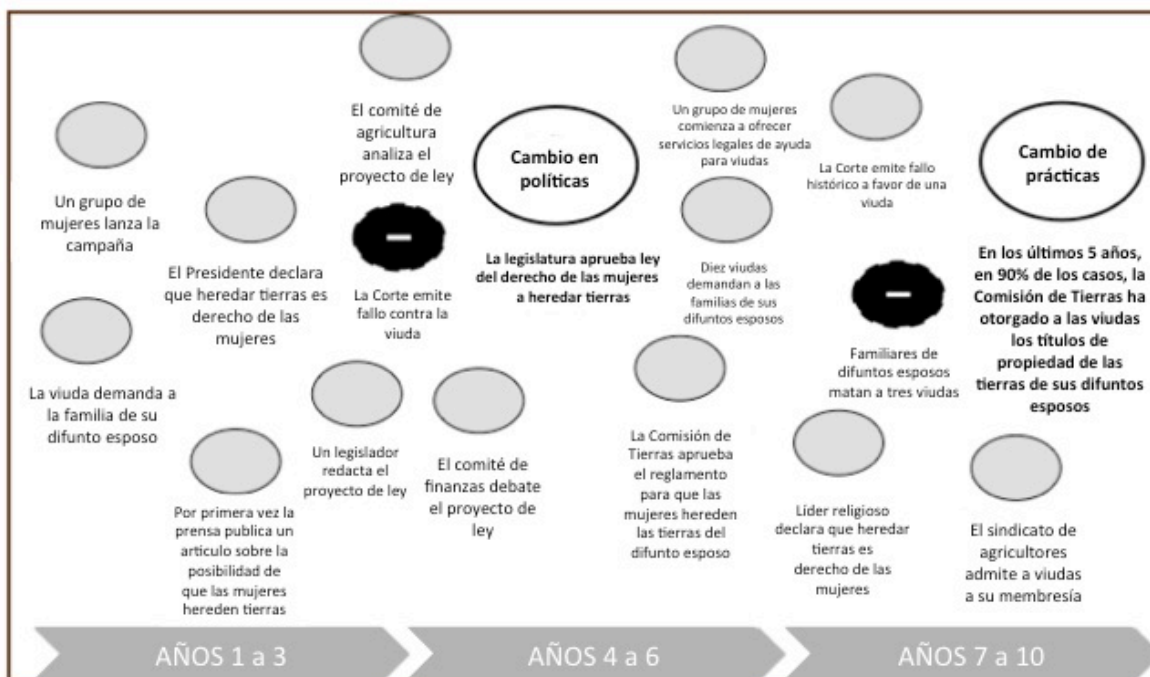 Un grupo de
mujeres lanza la
campaña
La viuda demanda a
la familia de su
difunto esposo
El Presidente declara
que heredar tierras es
derecho de las
mujeres
Por primera vez la
prensa publica un
artículo sobre la
posibilidad de
que las mujeres
hereden tierras
El comité de
agricultura
analiza el
proyecto de ley
La Corte emite
fallo contra la
viuda
Un legislador
redacta el
proyecto de ley
El comité de
finanzas debate
el proyecto de
ley
Cambio en
políticas
La legislatura aprueba ley
del derecho de las mujeres
a heredar tierras
Un grupo de mujeres
comienza a ofrecer
servicios legales de ayuda
para viudas
Diez viudas
demandan a las
familias de sus
difuntos esposos
La Comisión de
Tierras aprueba
el reglamento
para que las
mujeres hereden
las tierras del
difunto esposo
La Corte emite fallo
histórico a favor de una
viuda
Familiares de
difuntos esposos
matan a tres viudas
Líder religioso
declara que heredar
tierras es
derecho de las
mujeres
Cambio de
prácticas
En los últimos 5 años,
en 90% de los casos, la
Comisión de Tierras ha
otorgado a las viudas
los títulos de
propiedad de las
tierras de sus difuntos
esposos
El sindicato de
agricultores
admite a viudas
a su membresía
AÑOS 1 a 3
AÑOS 4 a 6
AÑOS 7 a 10